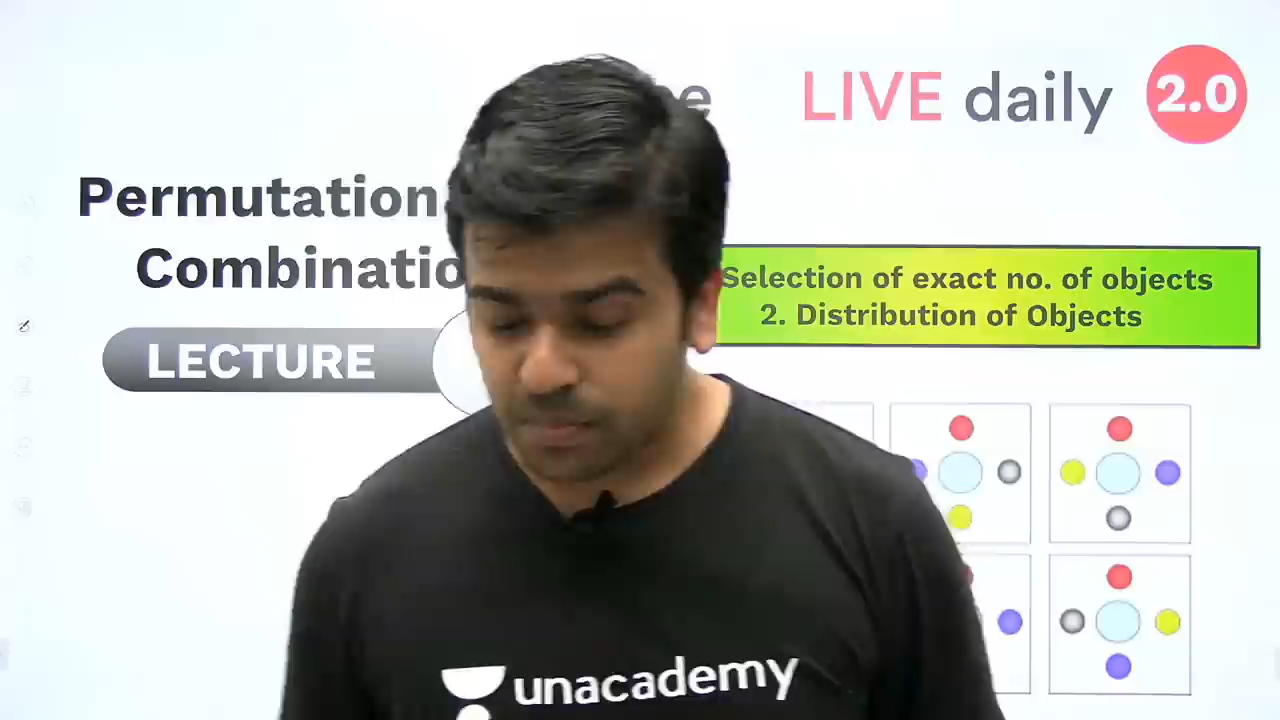 LIVE daily 2.0
Permutation
Combinatio
LECTURE
Selection of exact no. of objects
2. Distribution of Objects
unacademy